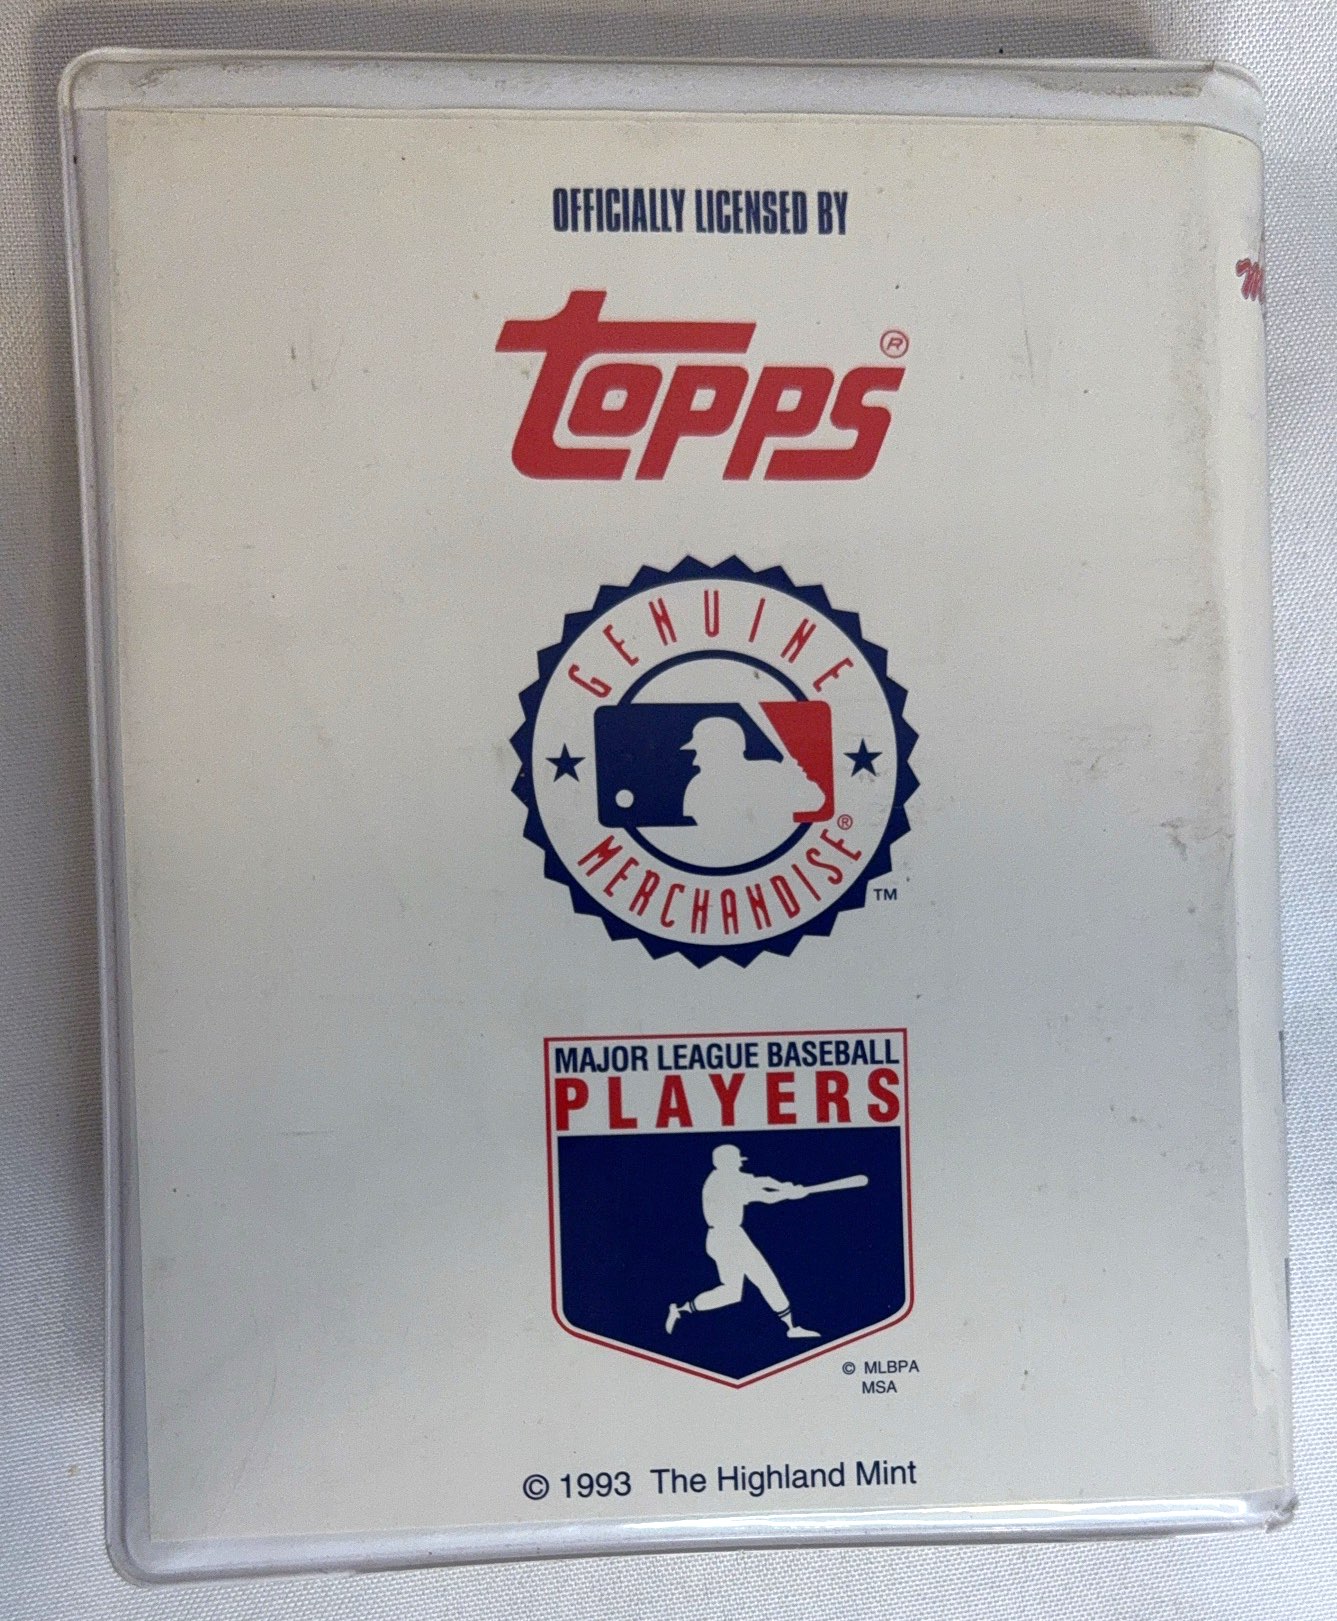 OFFICIALLY LICENSED BY
TOPPS®
GENUINE
MERCHANDISE®
TM
MAJOR LEAGUE BASEBALL
PLAYERS
© MLBPA
MSA
© 1993 The Highland Mint